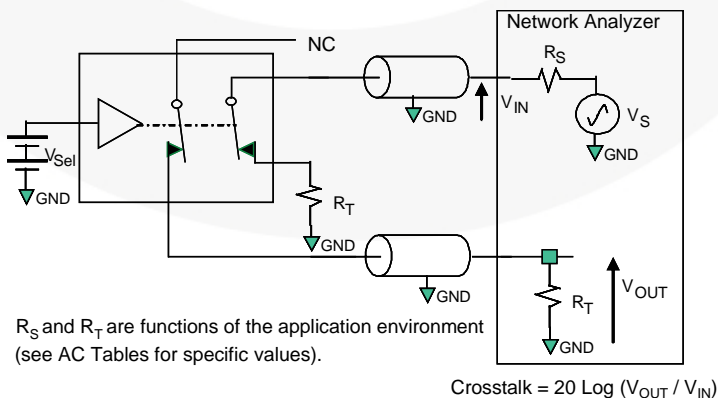 Network Analyzer
NC
R_S
V_IN
V_S
GND
GND
V_Sel
GND
R_T
GND
GND
V_OUT
R_T
GND
R_S and R_T are functions of the application environment
(see AC Tables for specific values).
Crosstalk = 20 Log (V_OUT / V_IN)